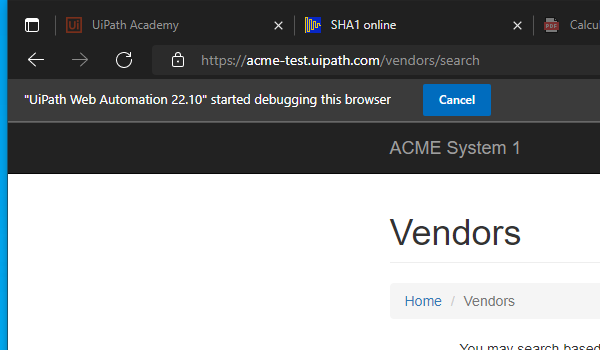 UiPath Academy
SHA1 online
https://acme-test.uipath.com/vendors/search
"UiPath Web Automation 22.10" started debugging this browser
Cancel
ACME System 1
Vendors
Home / Vendors
You may search based